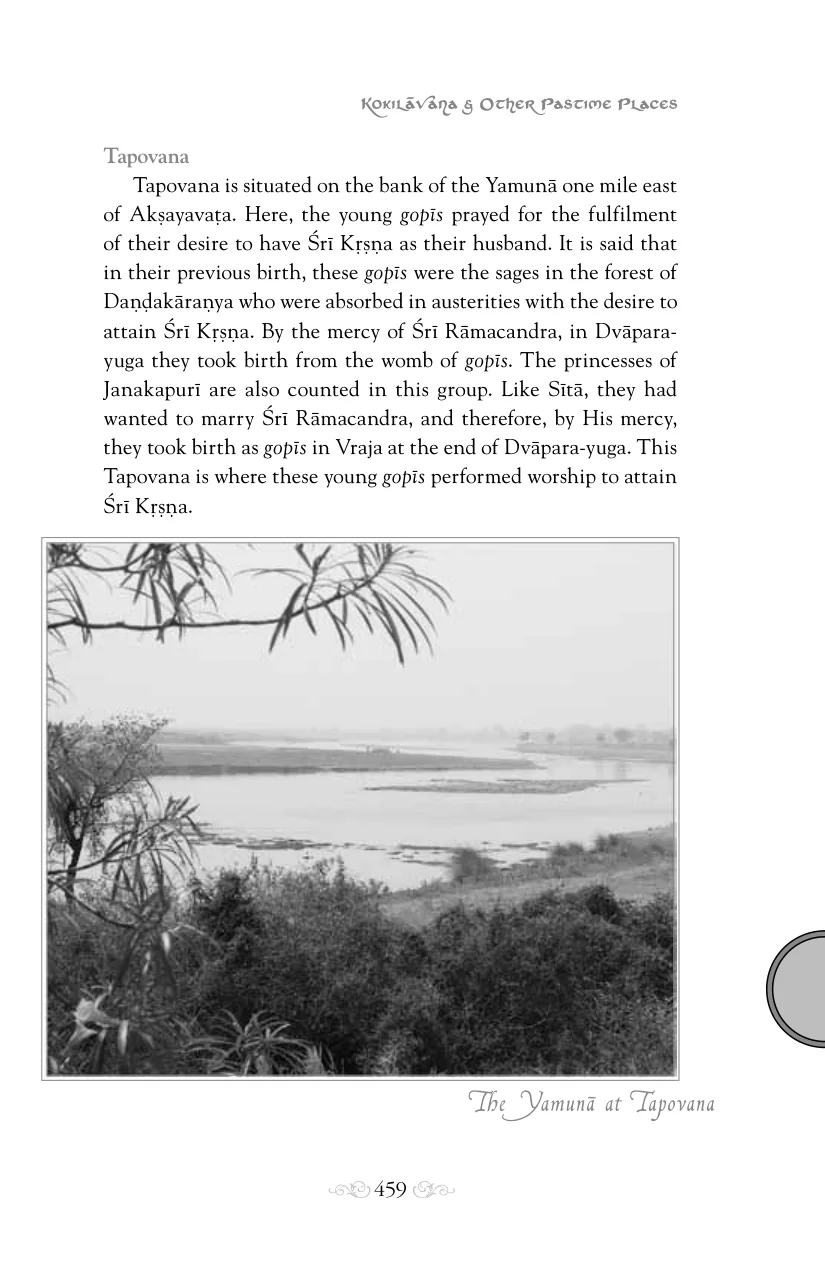 Kokilāvana & Other Pastime Places
Tapovana
Tapovana is situated on the bank of the Yamunā one mile east
of Akṣayavaṭa. Here, the young gopīs prayed for the fulfilment
of their desire to have Śrī Kṛṣṇa as their husband. It is said that
in their previous birth, these gopīs were the sages in the forest of
Daṇḍakāraṇya who were absorbed in austerities with the desire to
attain Śrī Kṛṣṇa. By the mercy of Śrī Rāmacandra, in Dvāpara-
yuga they took birth from the womb of gopīs. The princesses of
Janakapurī are also counted in this group. Like Sītā, they had
wanted to marry Śrī Rāmacandra, and therefore, by His mercy,
they took birth as gopīs in Vraja at the end of Dvāpara-yuga. This
Tapovana is where these young gopīs performed worship to attain
Śrī Kṛṣṇa.
The Yamunā at Tapovana
459